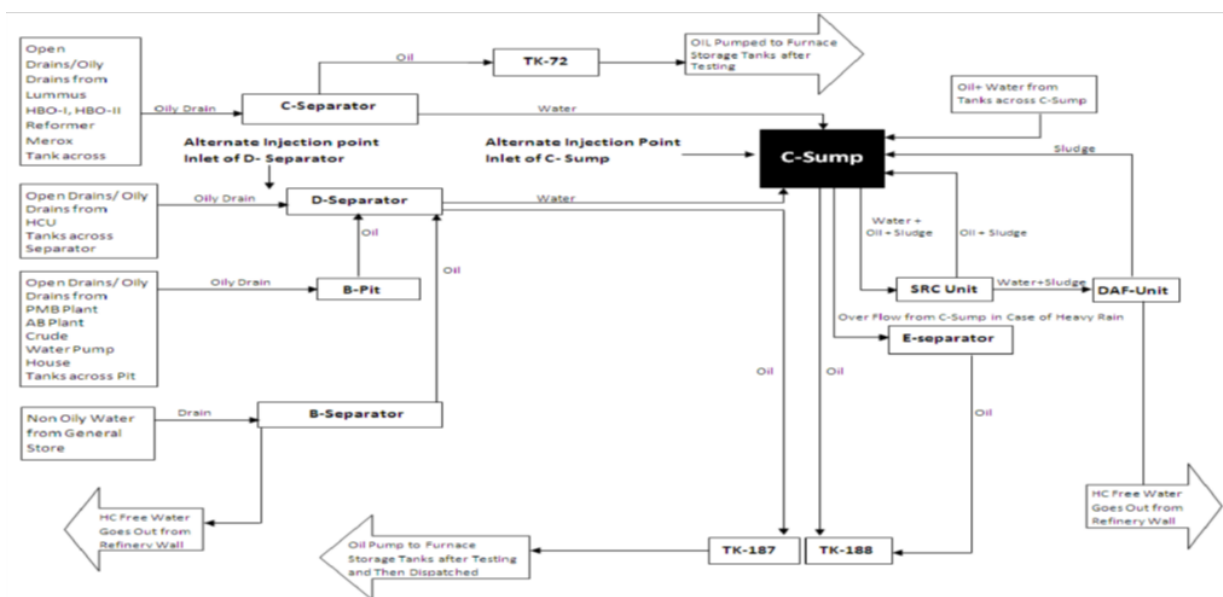 Open
Drains/Oily
Drains from
Lummus
HBO-I, HBO-II
Reformer
Merox
Tank across
Oily Drain
C-Separator
Oil
TK-72
OIL Pumped to Furnace
Storage Tanks after
Testing
Water
Oil+ Water from
Tanks across C-Sump
Alternate Injection point
Inlet of D- Separator
Alternate Injection Point
Inlet of C- Sump
C-Sump
Sludge
Open Drains/ Oily
Drains from
HCU
Tanks across
Separator
Oily Drain
D-Separator
Water
Oil
Oil
Water +
Oil + Sludge
Oil + Sludge
Open Drains/ Oily
Drains from
PMB Plant
AB Plant
Crude
Water Pump
House
Tanks across Pit
Oily Drain
B-Pit
SRC Unit
Water+Sludge
DAF-Unit
Over Flow from C-Sump in Case of Heavy Rain
E-separator
Oil
Oil
Oil
Non Oily Water
from General
Store
Drain
B-Separator
HC Free Water
Goes Out from
Refinery Wall
Oil Pump to Furnace
Storage Tanks after Testing
and Then Dispatched
TK-187
TK-188
HC Free Water
Goes Out from
Refinery Wall